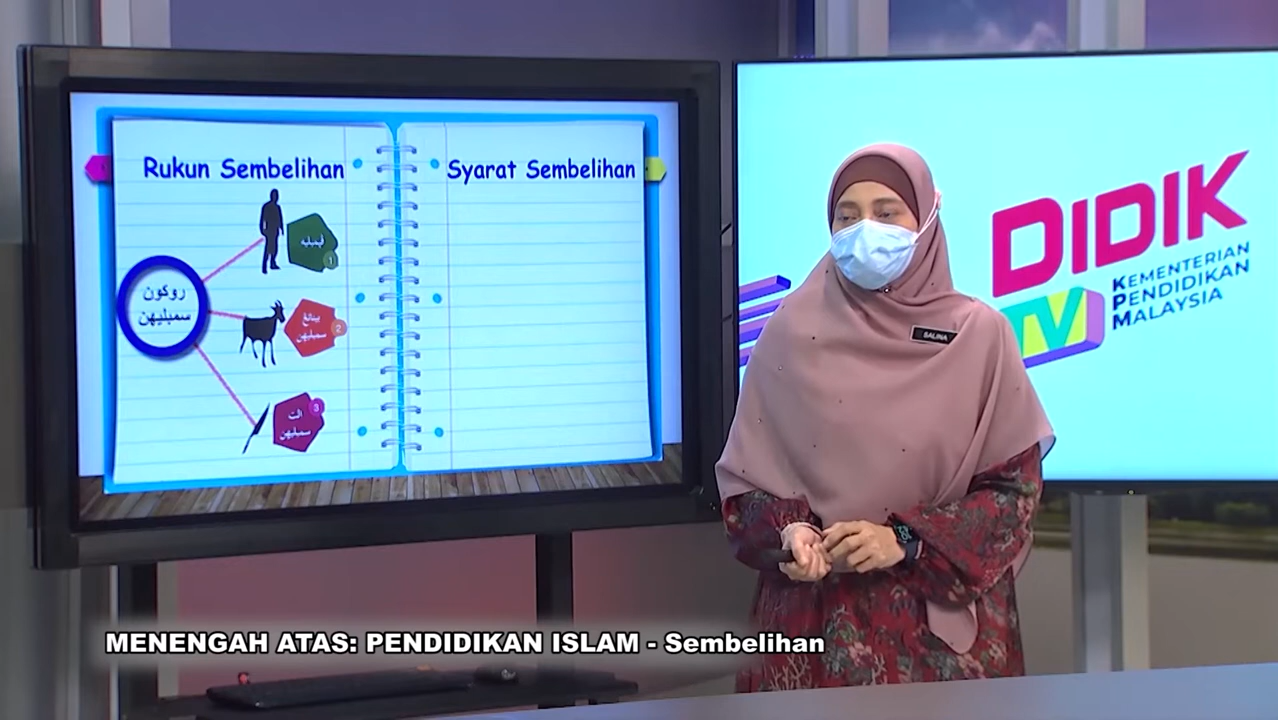 Rukun Sembelihan
Syarat Sembelihan
ڤڽمبليه
1
روكون
سمبليهن
بيناتڠ
سمبليهن
2
الت
سمبليهن
3
DIDIK
TV
KEMENTERIAN
PENDIDIKAN
MALAYSIA
SALINA
MENENGAH ATAS: PENDIDIKAN ISLAM - Sembelihan